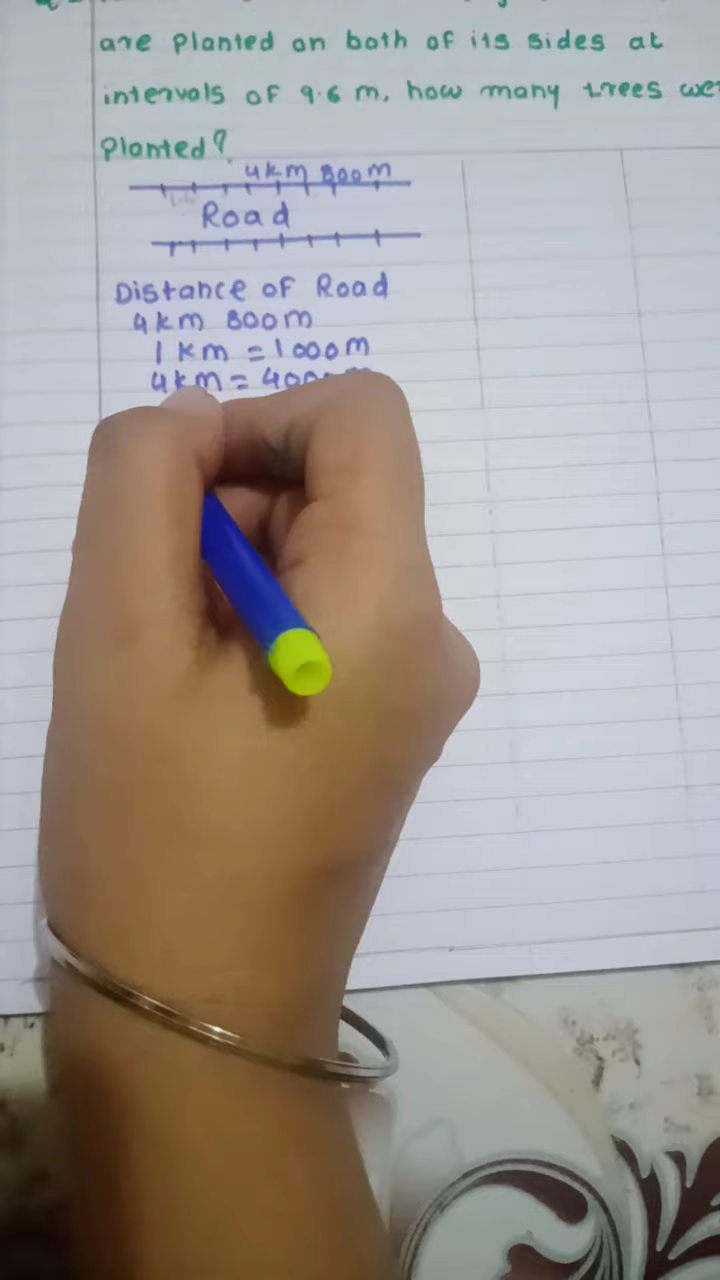 are Planted on both of its sides at
intervals of 9.6 m, how many trees
Planted?
4km 800m
Road
Distance of Road
4km 800m
1 km = 1000m
4km =